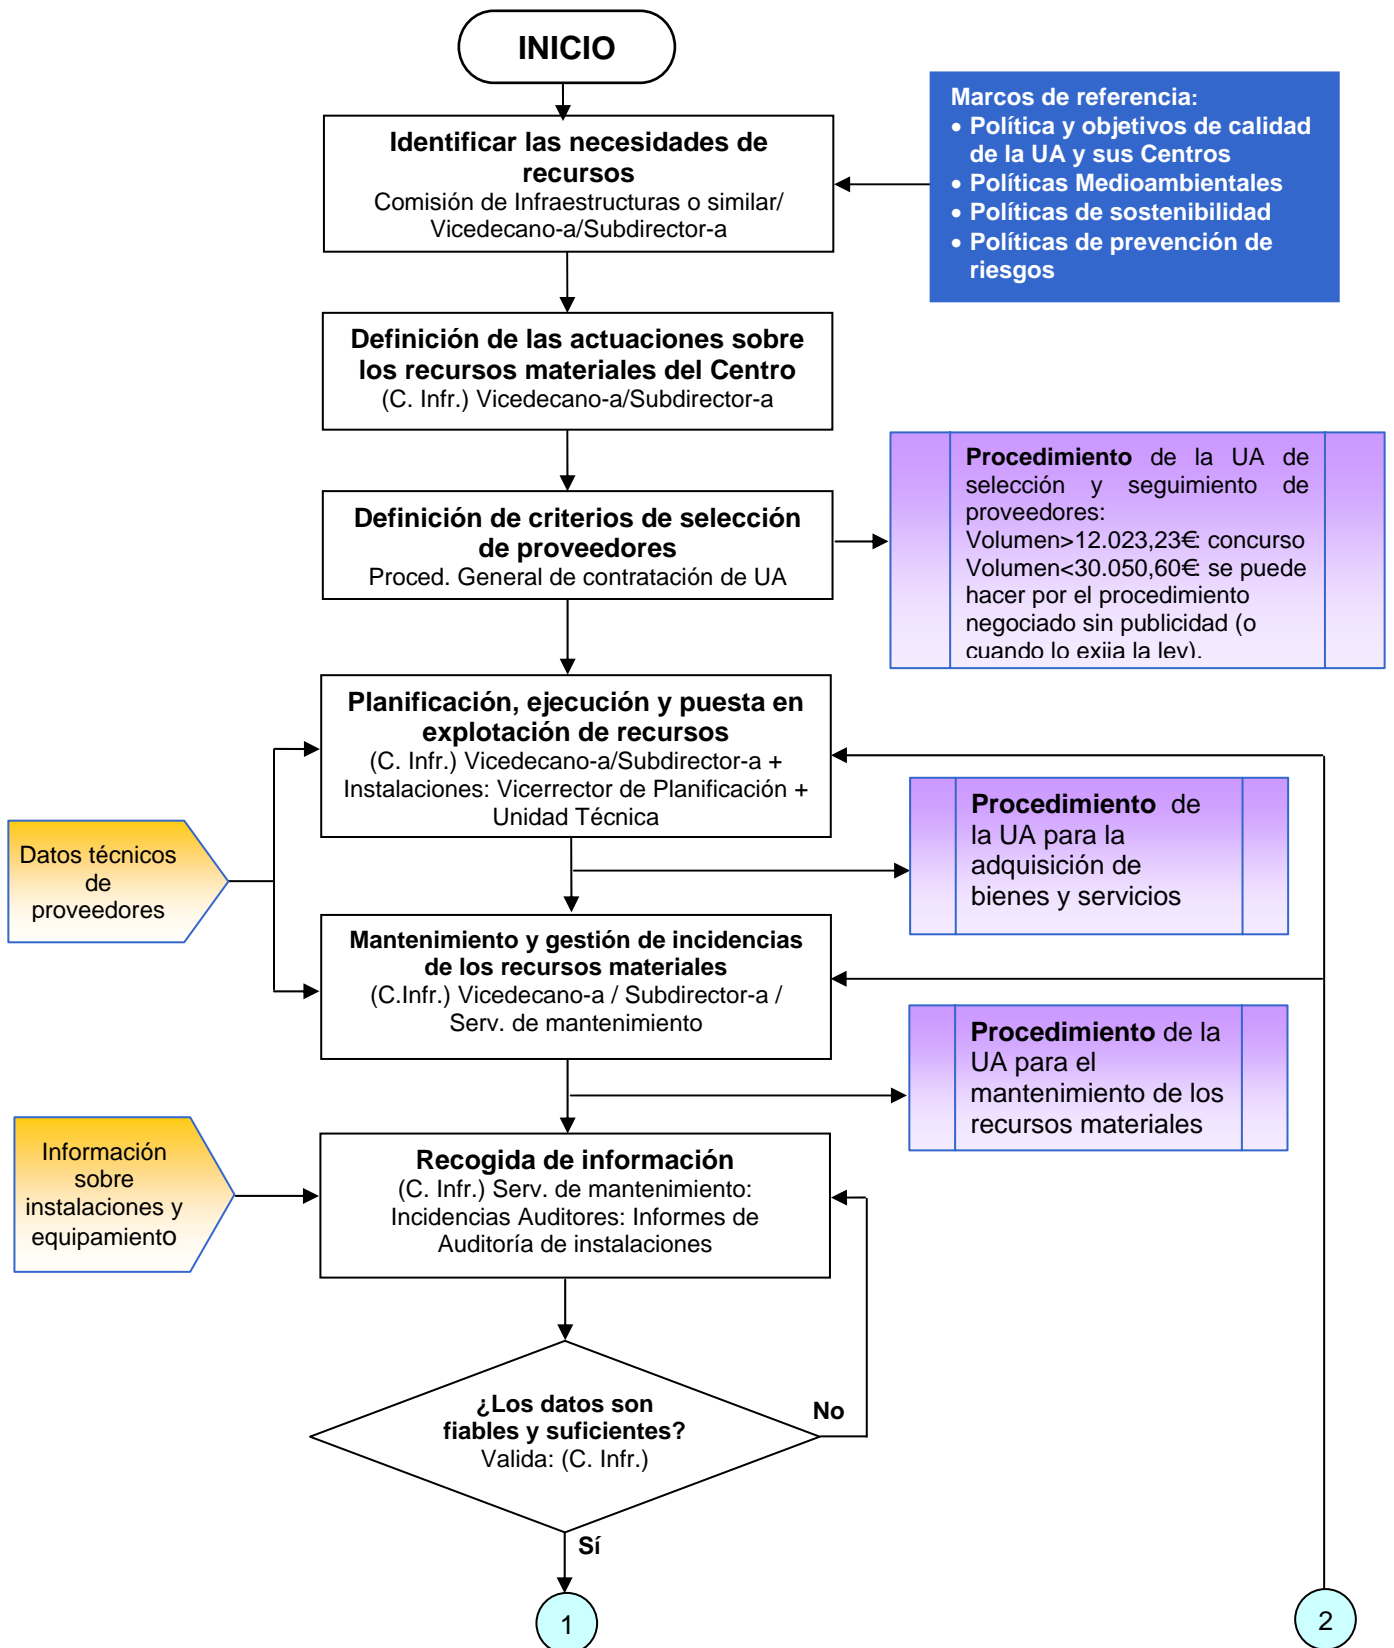 INICIO
Marcos de referencia:
• Política y objetivos de calidad
de la UA y sus Centros
• Políticas Medioambientales
• Políticas de sostenibilidad
• Políticas de prevención de
riesgos
Identificar las necesidades de
recursos
Comisión de Infraestructuras o similar/
Vicedecano-a/Subdirector-a
Definición de las actuaciones sobre
los recursos materiales del Centro
(C. Infr.) Vicedecano-a/Subdirector-a
Procedimiento de la UA de
selección y seguimiento de
proveedores:
Volumen>12.023,23€: concurso
Volumen<30.050,60€: se puede
hacer por el procedimiento
negociado sin publicidad (o
cuando lo exija la ley).
Definición de criterios de selección
de proveedores
Proced. General de contratación de UA
Planificación, ejecución y puesta en
explotación de recursos
(C. Infr.) Vicedecano-a/Subdirector-a +
Instalaciones: Vicerrector de Planificación +
Unidad Técnica
Procedimiento de
la UA para la
adquisición de
bienes y servicios
Datos técnicos
de
proveedores
Mantenimiento y gestión de incidencias
de los recursos materiales
(C.Infr.) Vicedecano-a / Subdirector-a /
Serv. de mantenimiento
Procedimiento de la
UA para el
mantenimiento de los
recursos materiales
Información
sobre
instalaciones y
equipamiento
Recogida de información
(C. Infr.) Serv. de mantenimiento:
Incidencias Auditores: Informes de
Auditoría de instalaciones
¿Los datos son
fiables y suficientes?
Valida: (C. Infr.)
No
Sí
1
2